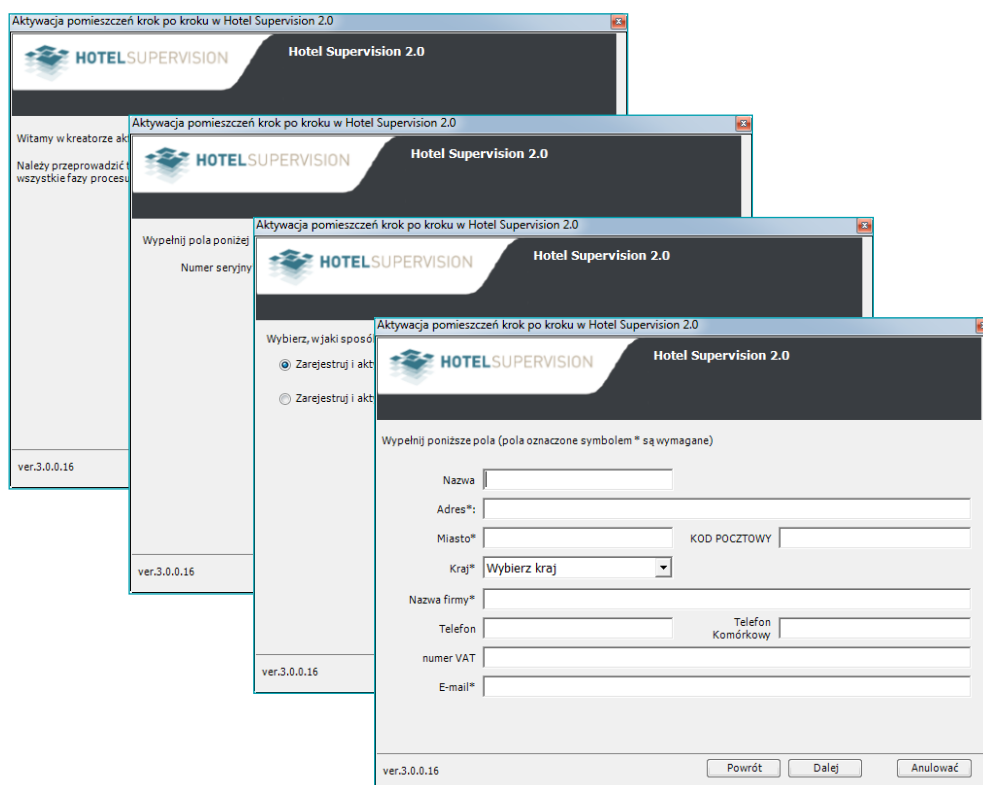 Aktywacja pomieszczeń krok po kroku w Hotel Supervision 2.0
HOTELSUPERVISION
Hotel Supervision 2.0
Witamy w kreatorze
Należy przeprowadzić
wszystkie fazy procesu
ver.3.0.0.16
Aktywacja pomieszczeń krok po kroku w Hotel Supervision 2.0
HOTELSUPERVISION
Hotel Supervision 2.0
Wypełnij pola poniżej
Numer seryjny
ver.3.0.0.16
Aktywacja pomieszczeń krok po kroku w Hotel Supervision 2.0
HOTELSUPERVISION
Hotel Supervision 2.0
Wybierz, w jaki
Zarejestruj i
Zarejestruj i
ver.3.0.0.16
Aktywacja pomieszczeń krok po kroku w Hotel Supervision 2.0
HOTELSUPERVISION
Hotel Supervision 2.0
Wypełnij poniższe pola (pola oznaczone symbolem * są wymagane)
Nazwa
Adres*:
Miasto* KOD POCZTOWY
Kraj* Wybierz kraj
Nazwa firmy*
Telefon Telefon Komórkowy
numer VAT
E-mail*
ver.3.0.0.16 Powrót Dalej Anulować